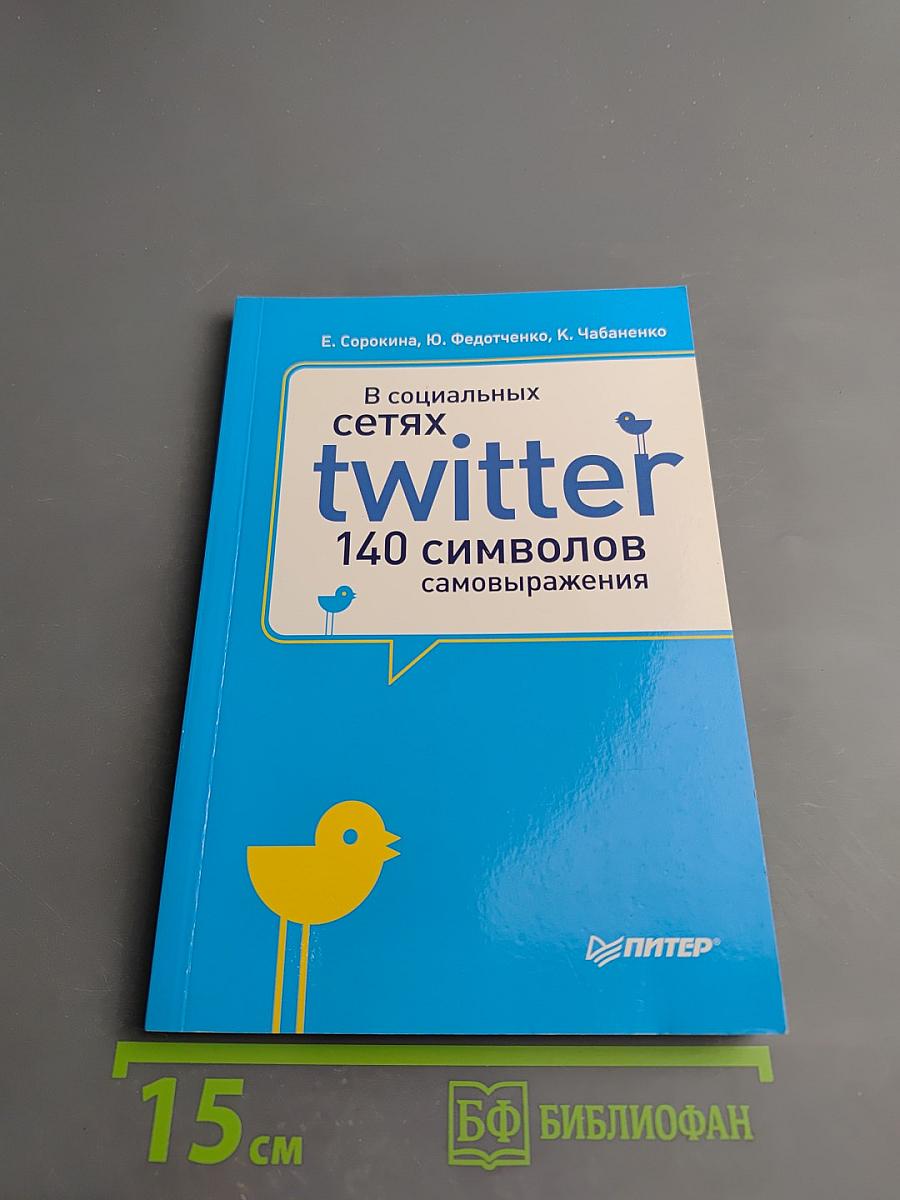 Е. Сорокина, Ю. Федотченко, К. Чабаненко
В социальных
сетях
twitter
140 символов
самовыражения
ПИТЕР®
15 см
БФ БИБЛИОФАН